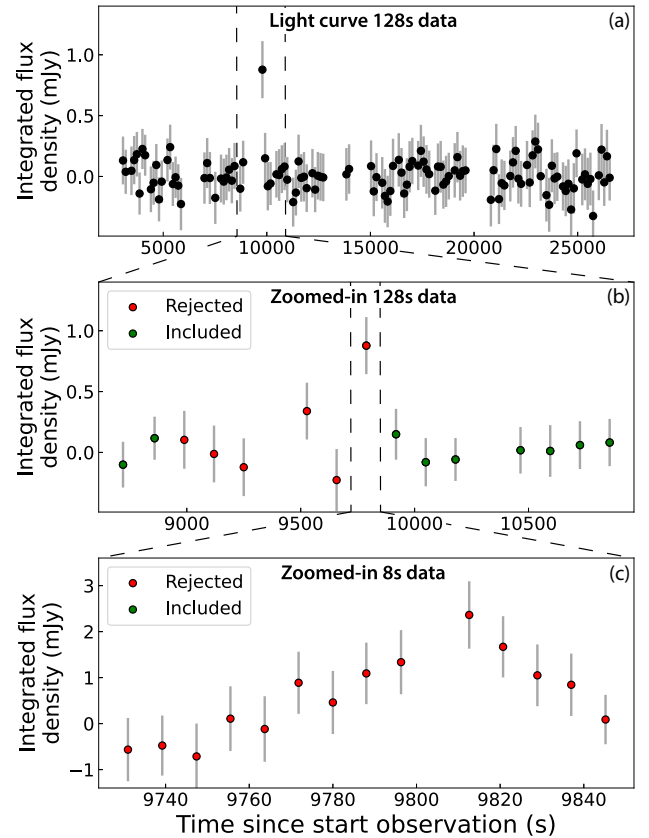 Light curve 128s data (a)
Integrated flux
density (mJy)
1.0
0.5
0.0
5000 10000 15000 20000 25000
Zoomed-in 128s data (b)
Rejected
Included
Integrated flux
density (mJy)
1.0
0.5
0.0
9000 9500 10000 10500
Zoomed-in 8s data (c)
Rejected
Included
Integrated flux
density (mJy)
3
2
1
0
−1
9740 9760 9780 9800 9820 9840
Time since start observation (s)